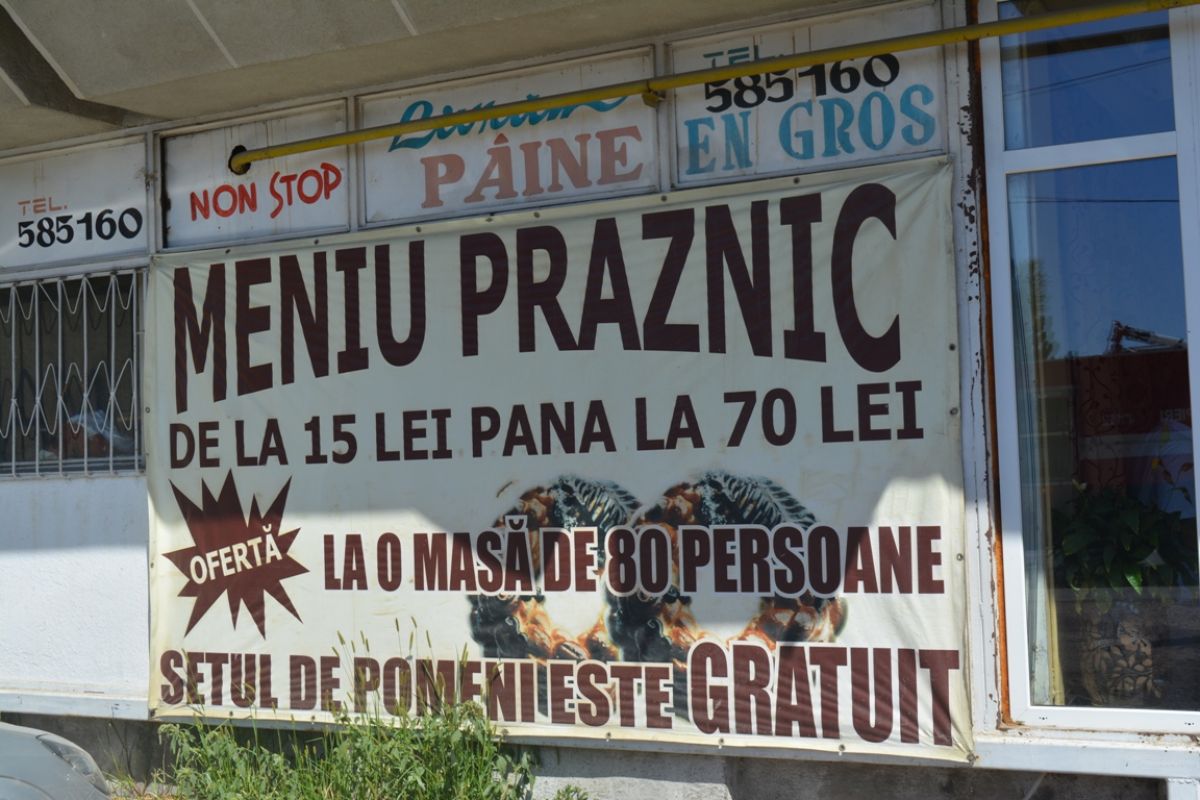 TEL.
585160
NON STOP
PÂINE
TEL.
585160
EN GROS
MENIU PRAZNIC
DE LA 15 LEI PANA LA 70 LEI
OFERTĂ
LA O MASĂ DE 80 PERSOANE
SETUL DE POMENI ESTE GRATUIT